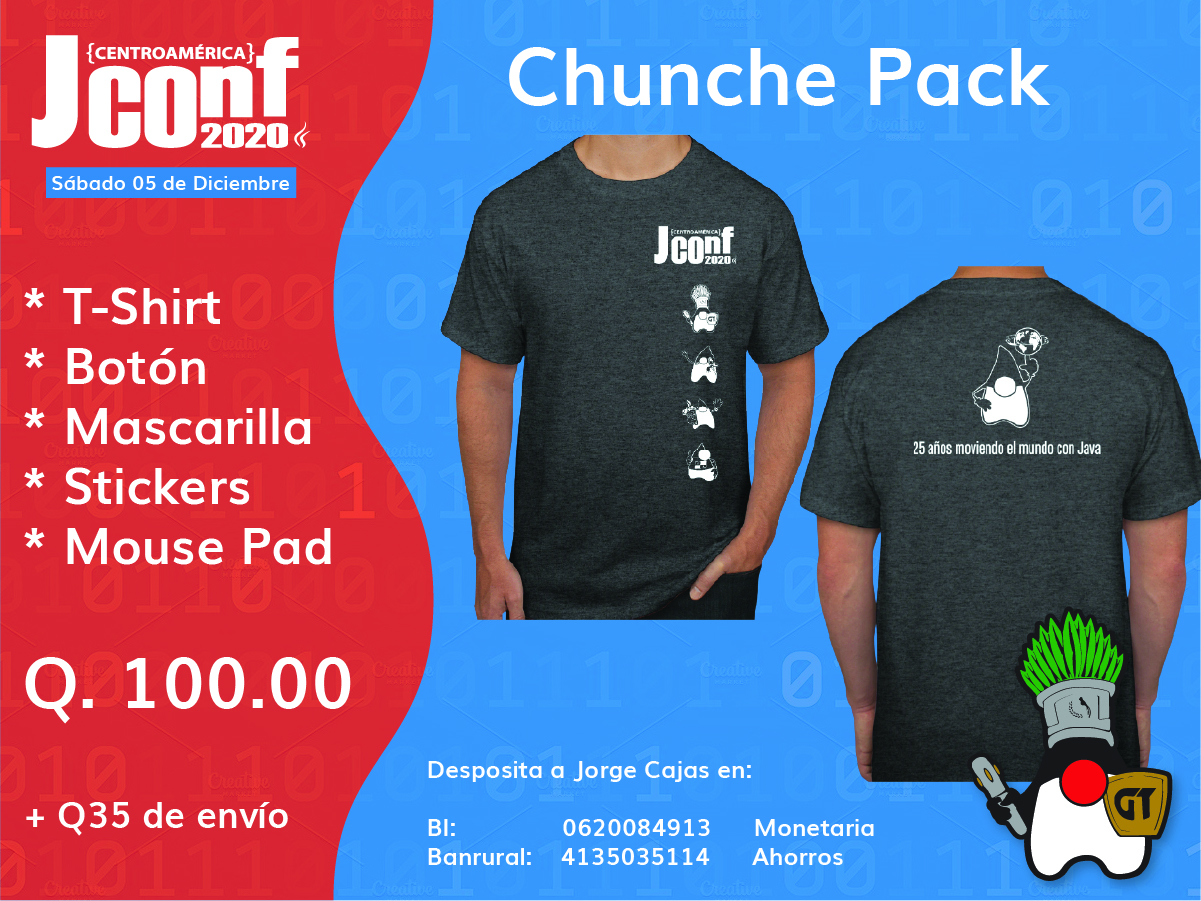 {CENTROAMÉRICA}
Jconf
2020
Sábado 05 de Diciembre
Chunche Pack
* T-Shirt
* Botón
* Mascarilla
* Stickers
* Mouse Pad
Q. 100.00
+ Q35 de envío
{CENTROAMÉRICA}
Jconf
2020
GT
25 años moviendo el mundo con Java
Desposita a Jorge Cajas en:
BI: 0620084913 Monetaria
Banrural: 4135035114 Ahorros
GT